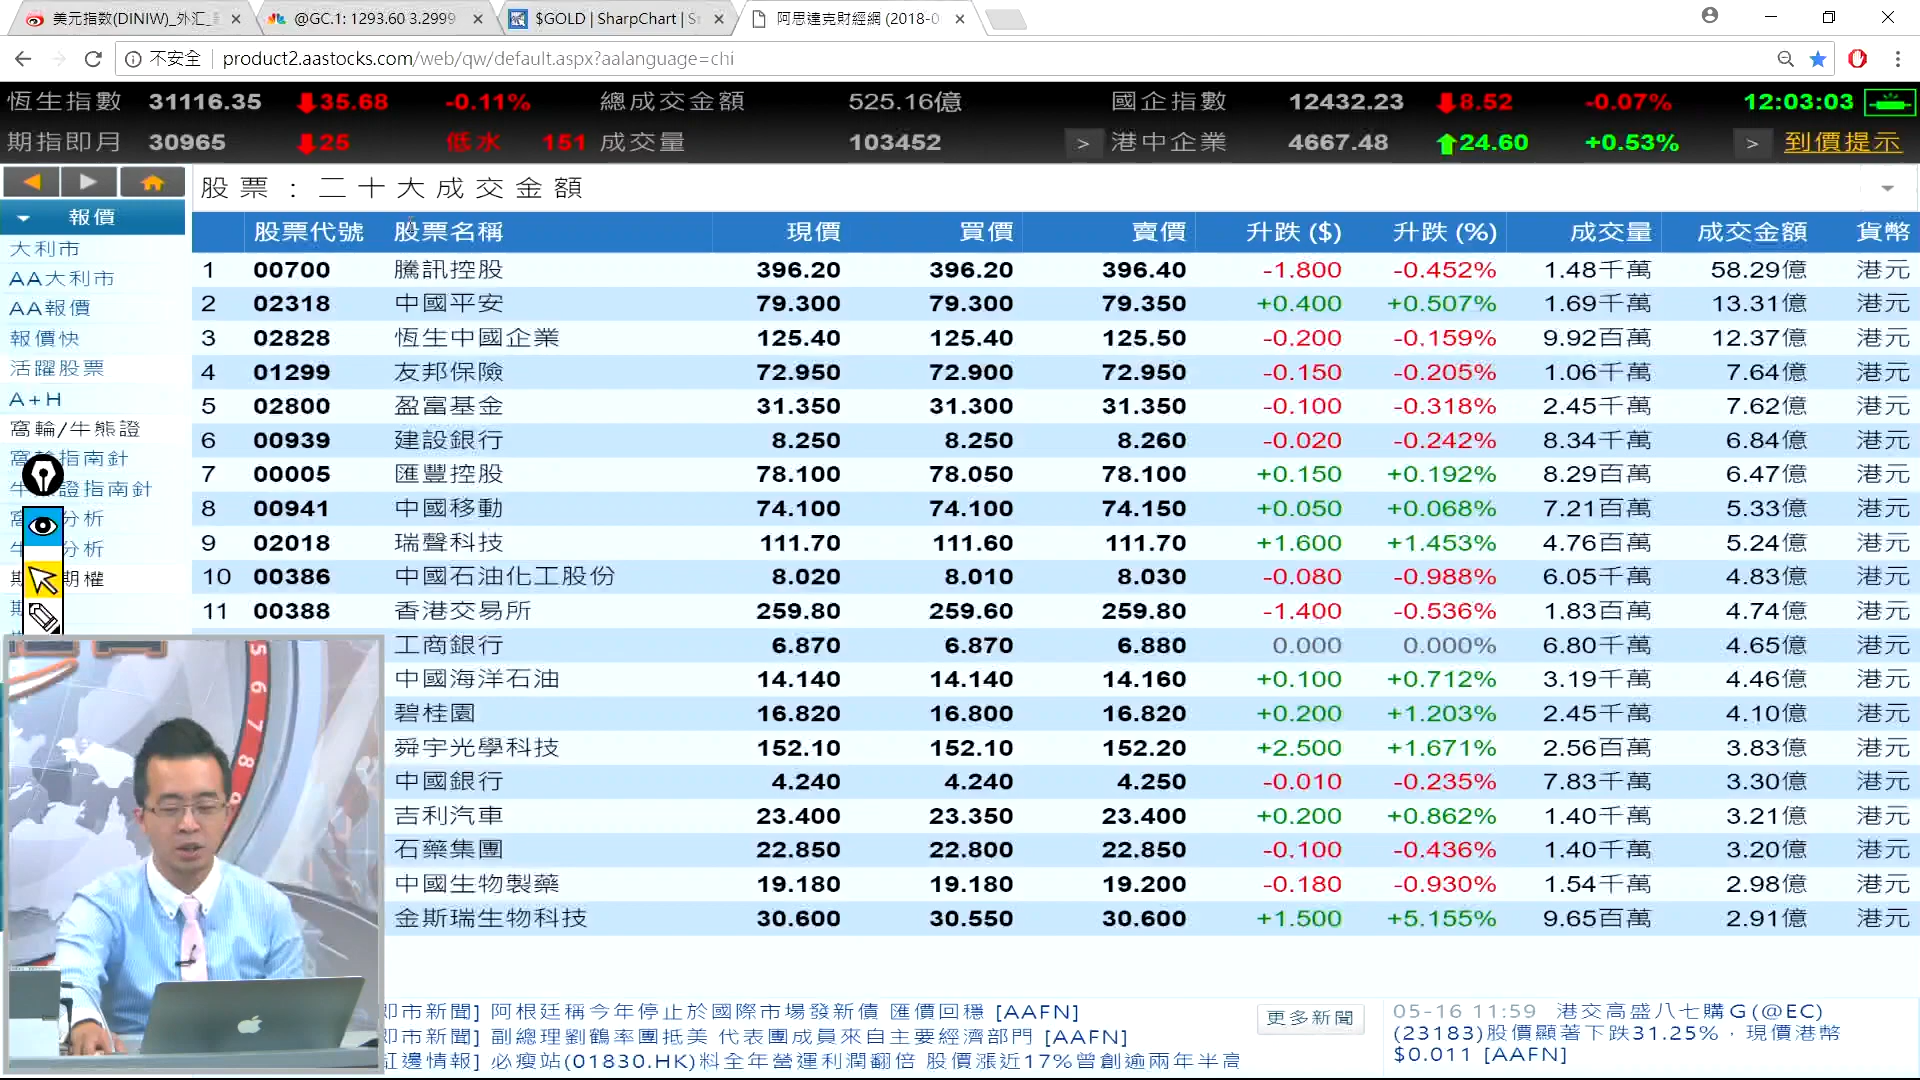 美元指数(DINIW)_外汇_
@GC.1: 1293.60 3.2999
$GOLD | SharpChart | S
阿思達克財經網 (2018-0
不安全 product2.aastocks.com/web/qw/default.aspx?aalanguage=chi
恆生指數 31116.35 35.68 -0.11% 總成交金額 525.16億 國企指數 12432.23 8.52 -0.07% 12:03:03
期指即月 30965 25 低水 151 成交量 103452 > 港中企業 4667.48 24.60 +0.53% > 到價提示
股票：二十大成交金額
報價
大利市
AA大利市
AA報價
報價快
活躍股票
A+H
窩輪/牛熊證
窩輪指南針
證指南針
分析
分析
期權
股票代號 股票名稱 現價 買價 賣價 升跌 ($) 升跌 (%) 成交量 成交金額 貨幣
1 00700 騰訊控股 396.20 396.20 396.40 -1.800 -0.452% 1.48千萬 58.29億 港元
2 02318 中國平安 79.300 79.300 79.350 +0.400 +0.507% 1.69千萬 13.31億 港元
3 02828 恆生中國企業 125.40 125.40 125.50 -0.200 -0.159% 9.92百萬 12.37億 港元
4 01299 友邦保險 72.950 72.900 72.950 -0.150 -0.205% 1.06千萬 7.64億 港元
5 02800 盈富基金 31.350 31.300 31.350 -0.100 -0.318% 2.45千萬 7.62億 港元
6 00939 建設銀行 8.250 8.250 8.260 -0.020 -0.242% 8.34千萬 6.84億 港元
7 00005 匯豐控股 78.100 78.050 78.100 +0.150 +0.192% 8.29百萬 6.47億 港元
8 00941 中國移動 74.100 74.100 74.150 +0.050 +0.068% 7.21百萬 5.33億 港元
9 02018 瑞聲科技 111.70 111.60 111.70 +1.600 +1.453% 4.76百萬 5.24億 港元
10 00386 中國石油化工股份 8.020 8.010 8.030 -0.080 -0.988% 6.05千萬 4.83億 港元
11 00388 香港交易所 259.80 259.60 259.80 -1.400 -0.536% 1.83百萬 4.74億 港元
工商銀行 6.870 6.870 6.880 0.000 0.000% 6.80千萬 4.65億 港元
中國海洋石油 14.140 14.140 14.160 +0.100 +0.712% 3.19千萬 4.46億 港元
碧桂園 16.820 16.800 16.820 +0.200 +1.203% 2.45千萬 4.10億 港元
舜宇光學科技 152.10 152.10 152.20 +2.500 +1.671% 2.56百萬 3.83億 港元
中國銀行 4.240 4.240 4.250 -0.010 -0.235% 7.83千萬 3.30億 港元
吉利汽車 23.400 23.350 23.400 +0.200 +0.862% 1.40千萬 3.21億 港元
石藥集團 22.850 22.800 22.850 -0.100 -0.436% 1.40千萬 3.20億 港元
中國生物製藥 19.180 19.180 19.200 -0.180 -0.930% 1.54千萬 2.98億 港元
金斯瑞生物科技 30.600 30.550 30.600 +1.500 +5.155% 9.65百萬 2.91億 港元
5 6 7 8 9
即市新聞] 阿根廷稱今年停止於國際市場發新債 匯價回穩 [AAFN]
即市新聞] 副總理劉鶴率團抵美 代表團成員來自主要經濟部門 [AAFN]
紅邊情報] 必瘦站(01830.HK)料全年營運利潤翻倍 股價漲近17%曾創逾兩年半高
更多新聞
05-16 11:59 港交高盛八七購G(@EC)
(23183)股價顯著下跌31.25%，現價港幣
$0.011 [AAFN]